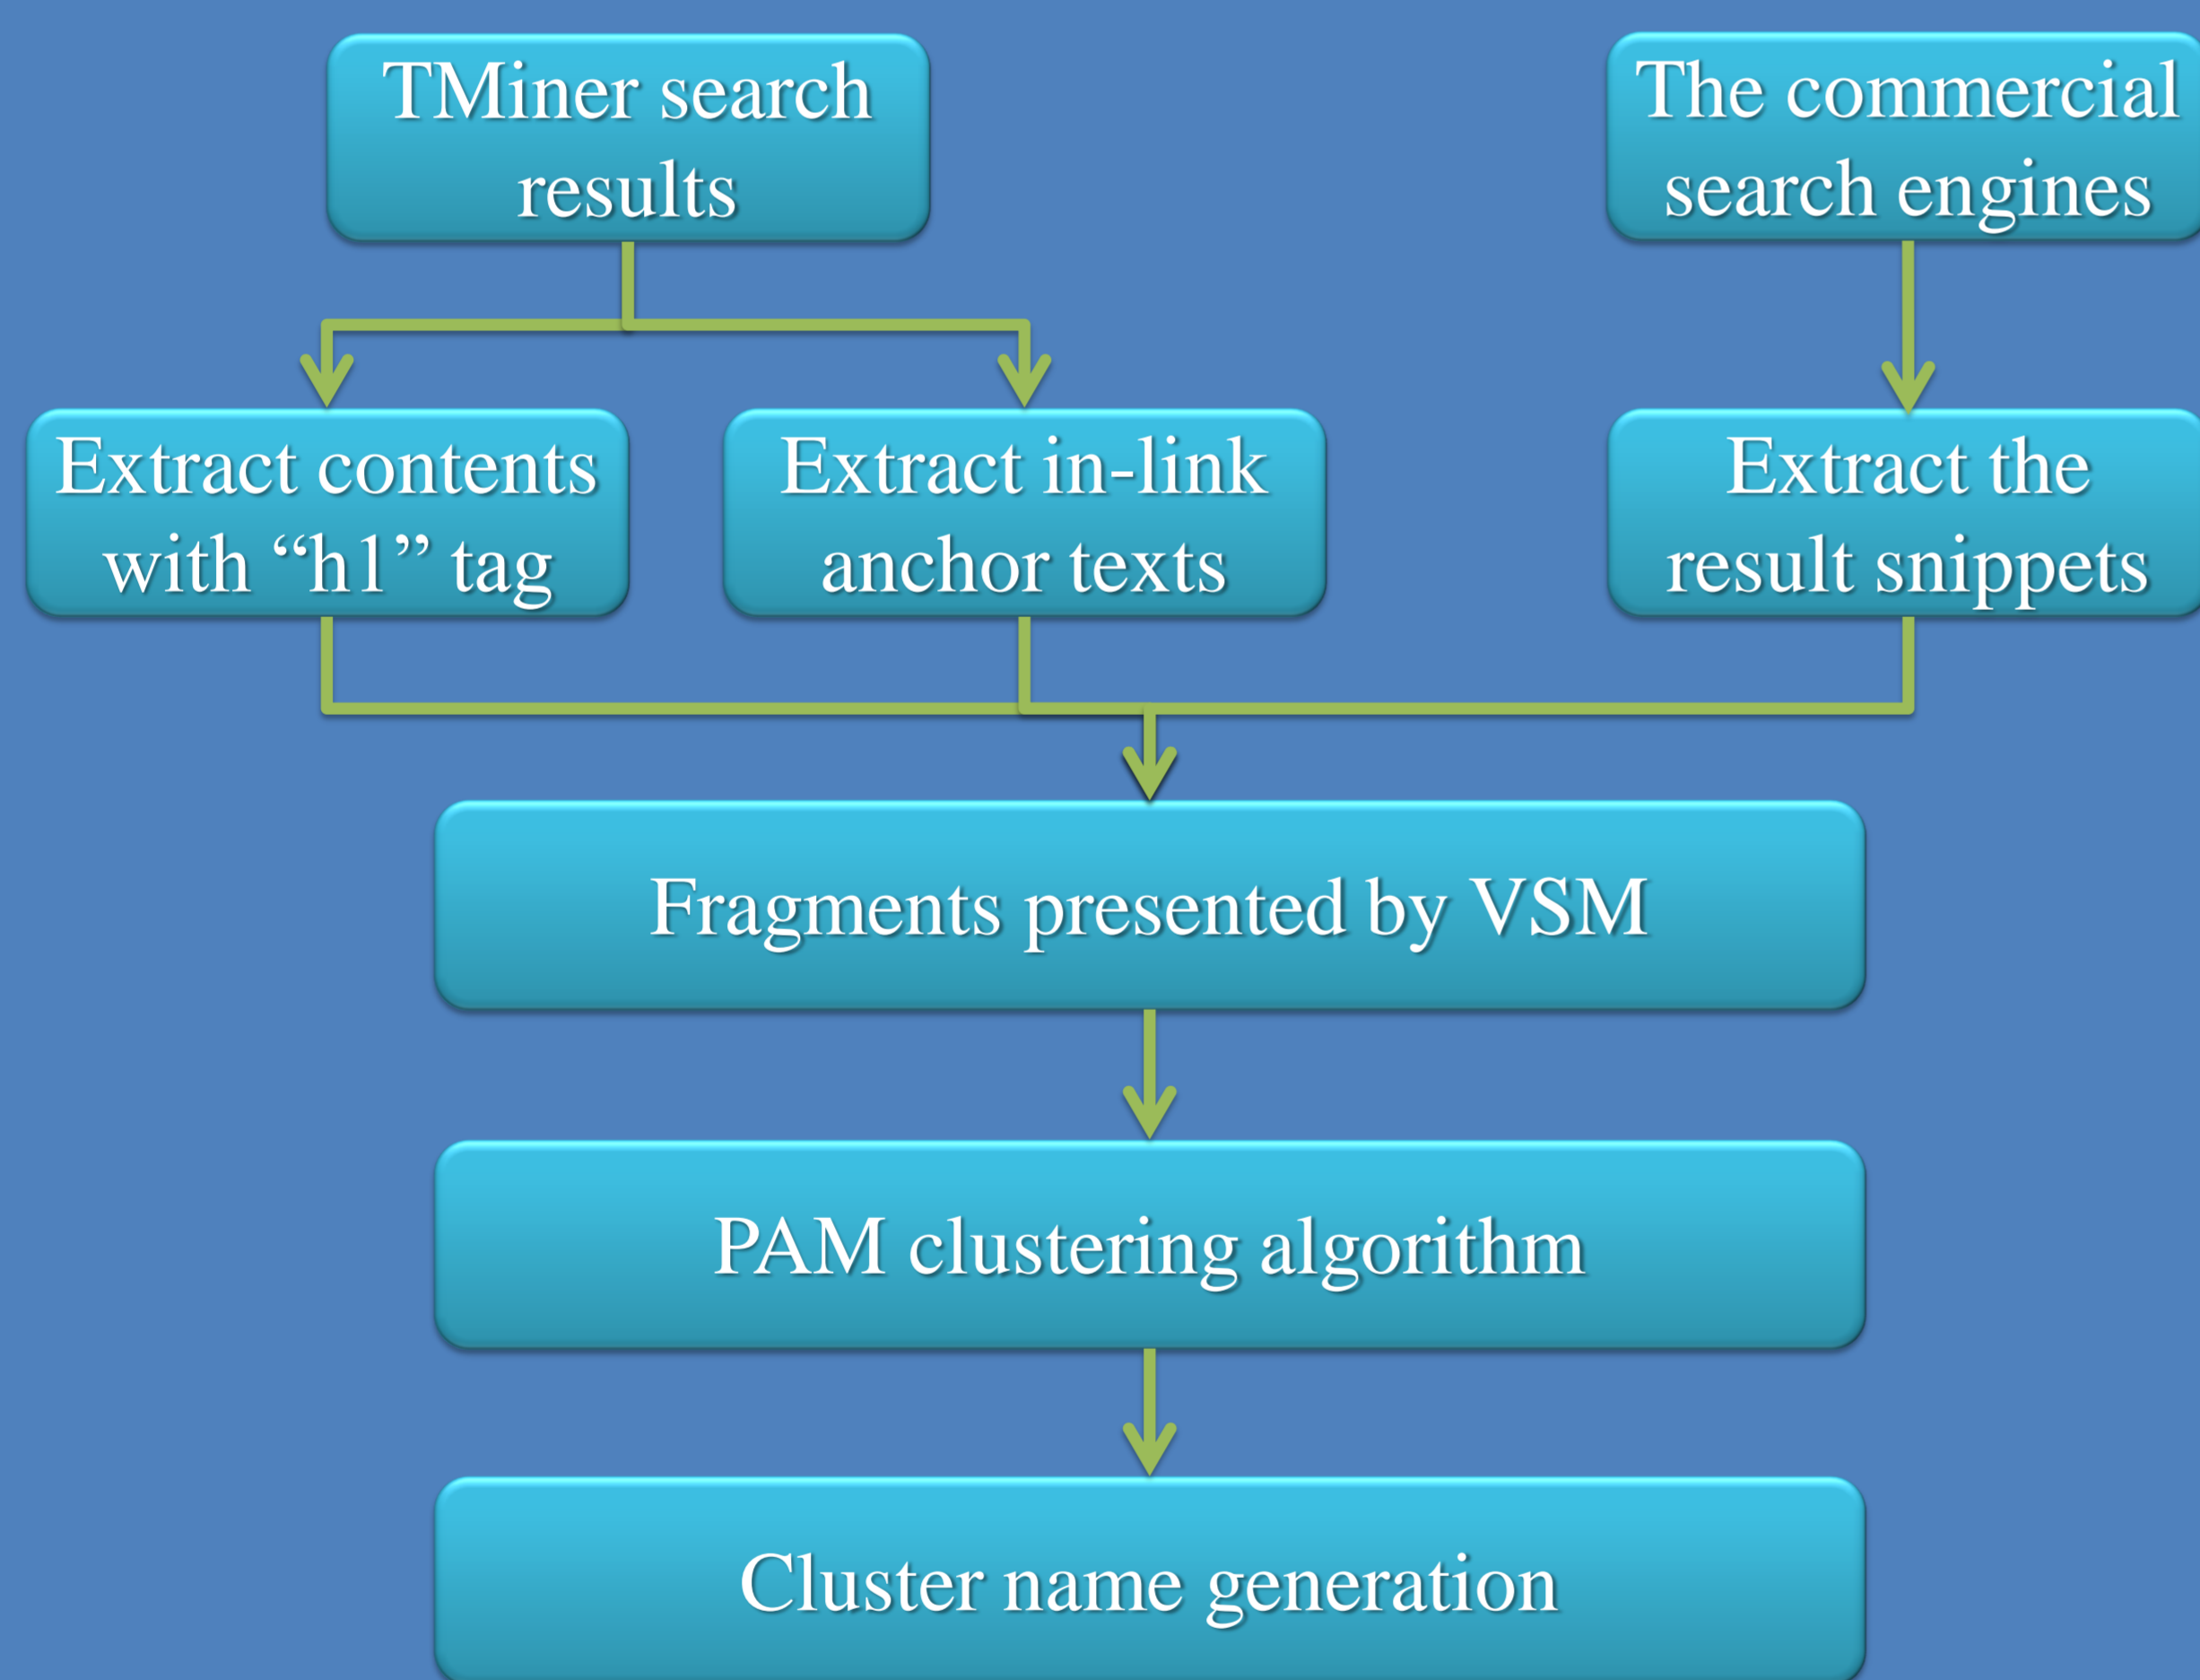 TMiner search
results
The commercial
search engines
Extract contents
with “h1” tag
Extract in-link
anchor texts
Extract the
result snippets
Fragments presented by VSM
PAM clustering algorithm
Cluster name generation